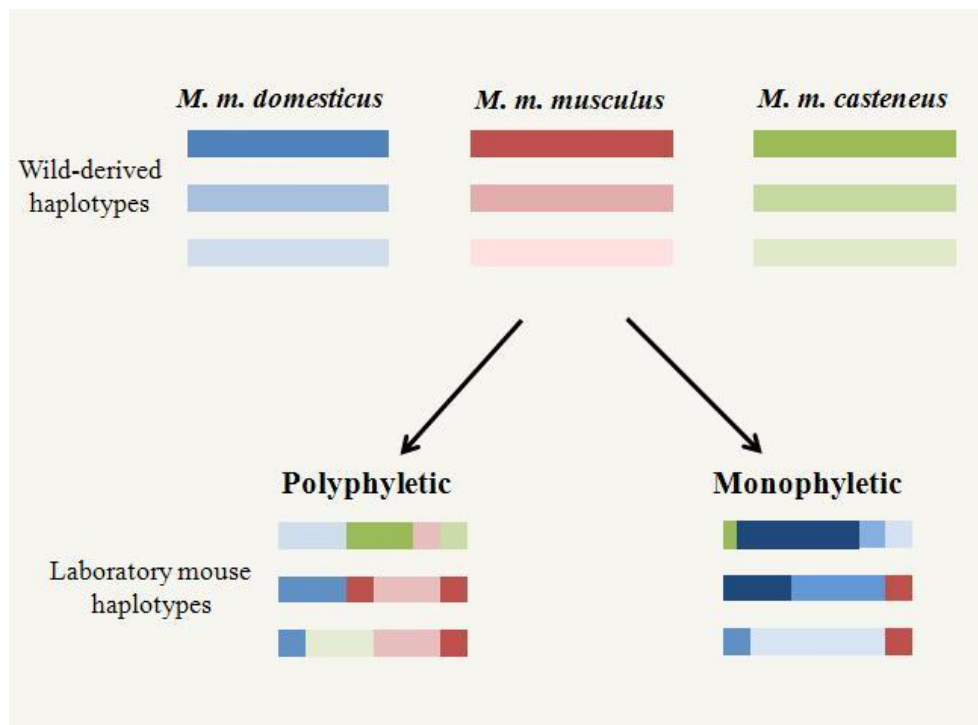 M. m. domesticus
M. m. musculus
M. m. casteneus
Wild-derived
haplotypes
Polyphyletic
Monophyletic
Laboratory mouse
haplotypes